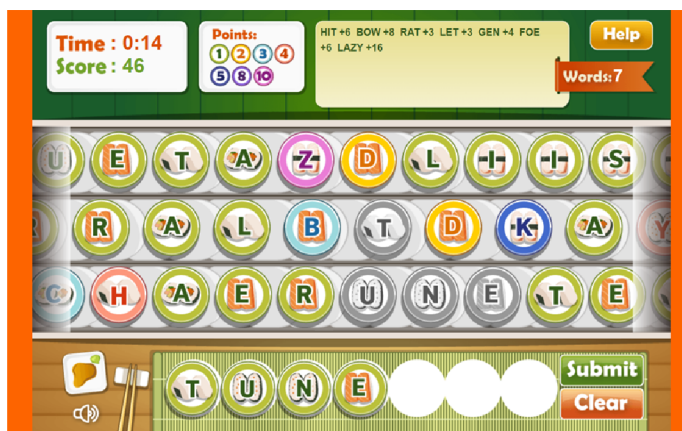 Time : 0:14
Score : 46
Points:
1 2 3 4
5 8 10
HIT +6 BOW +8 RAT +3 LET +3 GEN +4 FOE
+6 LAZY +16
Help
Words: 7
U E T A Z D L I I S
R R A L B T D K A Y
G H A E R U N E T E
T U N E
Submit
Clear